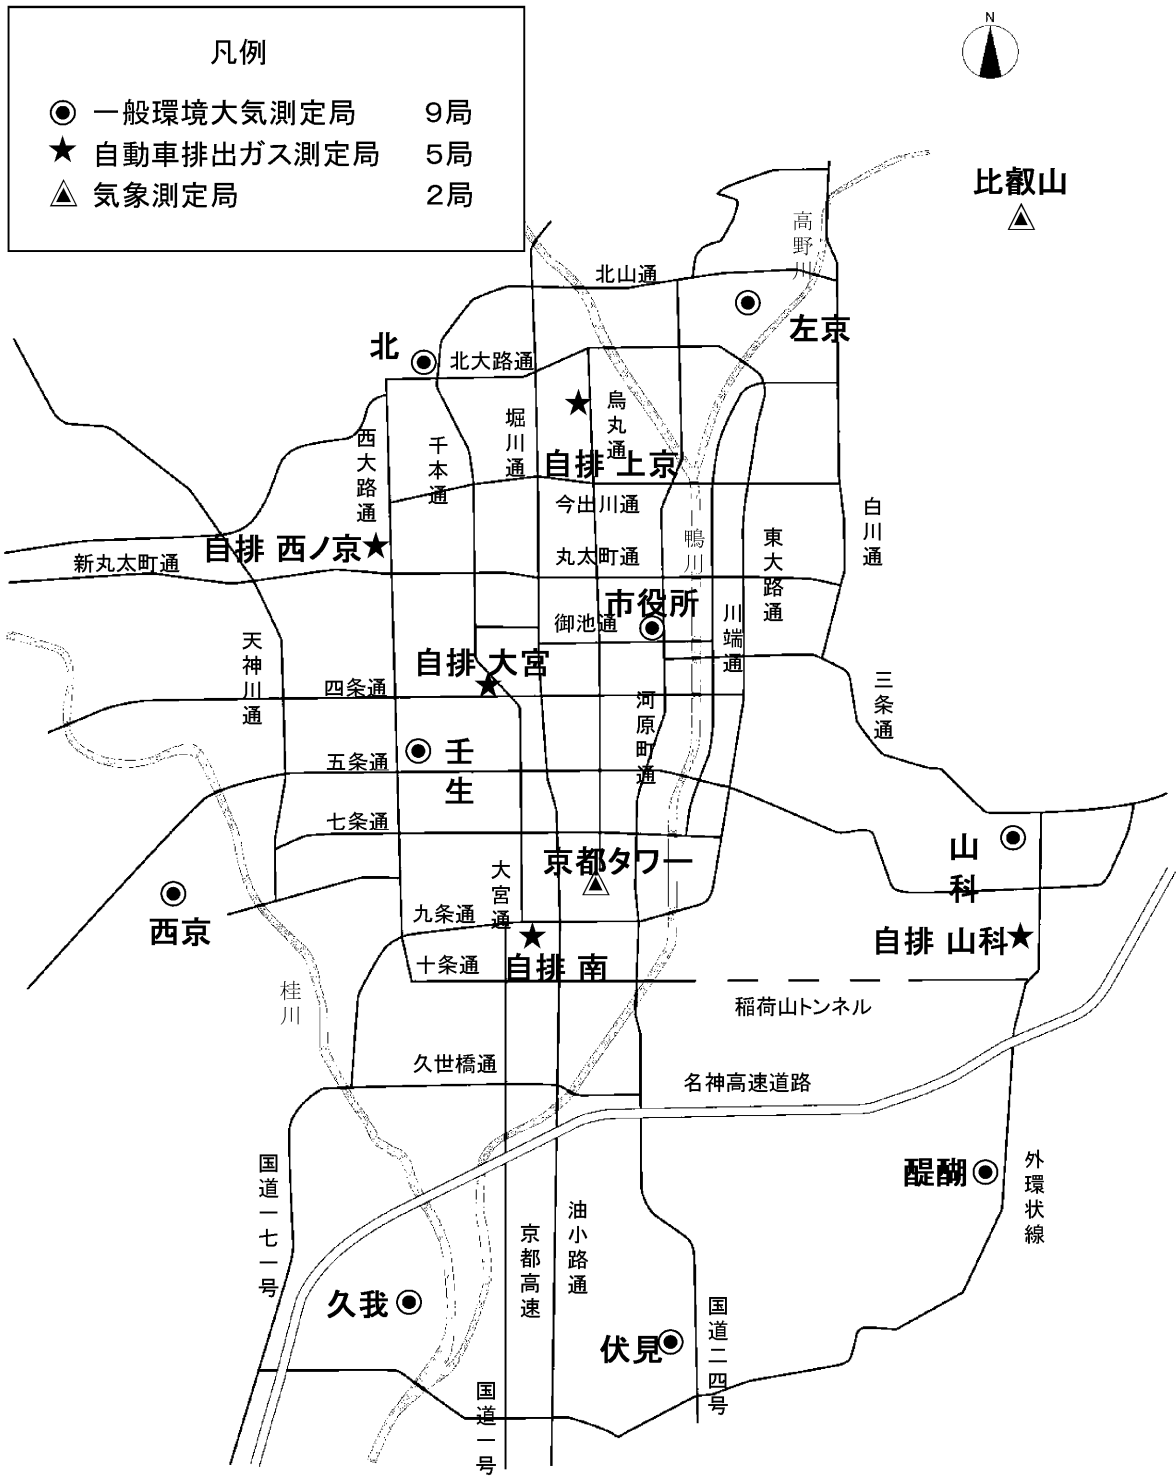 凡例
一般環境大気測定局　9局
自動車排出ガス測定局　5局
気象測定局　2局
N
比叡山
高野川
北山通
左京
北
北大路通
烏丸通
堀川通
千本通
西大路通
自排 上京
今出川通
白川通
自排 西ノ京
新丸太町通
丸太町通
鴨川
東大路通
市役所
御池通
川端通
天神川通
自排 大宮
四条通
河原町通
三条通
壬生
五条通
七条通
京都タワー
山科
大宮通
西京
九条通
自排 山科
十条通
自排 南
桂川
稲荷山トンネル
久世橋通
名神高速道路
国道一七一号
醍醐
外環状線
京都高速
油小路通
久我
伏見
国道二四号
国道一号